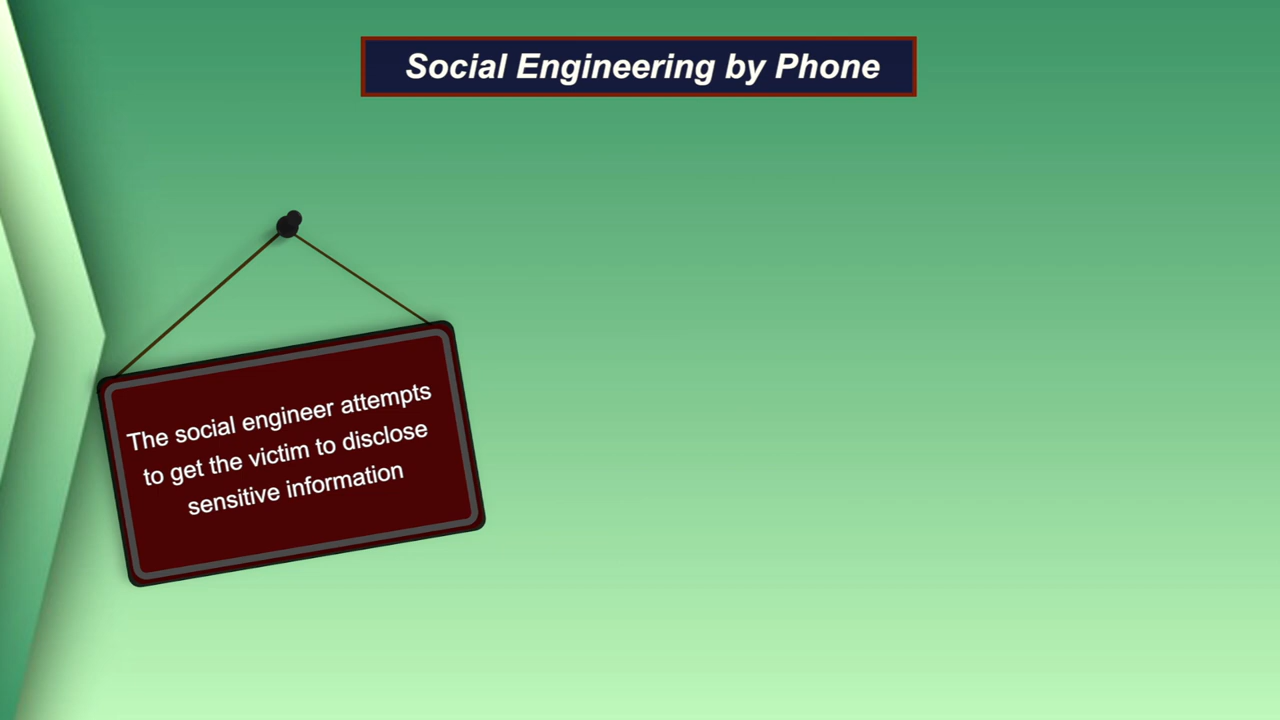 Social Engineering by Phone
The social engineer attempts
to get the victim to disclose
sensitive information